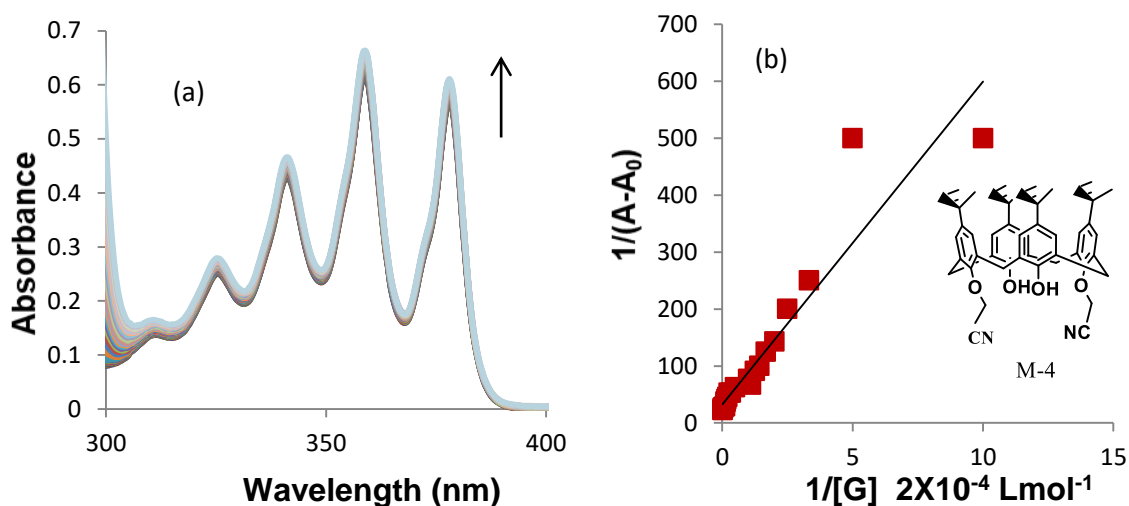 (a)
Absorbance
0.7
0.6
0.5
0.4
0.3
0.2
0.1
0
300
350
400
Wavelength (nm)
(b)
1/(A-A₀)
700
600
500
400
300
200
100
0
0
5
10
15
1/[G] 2X10⁻⁴ Lmol⁻¹
OHOH
O
O
CN
NC
M-4